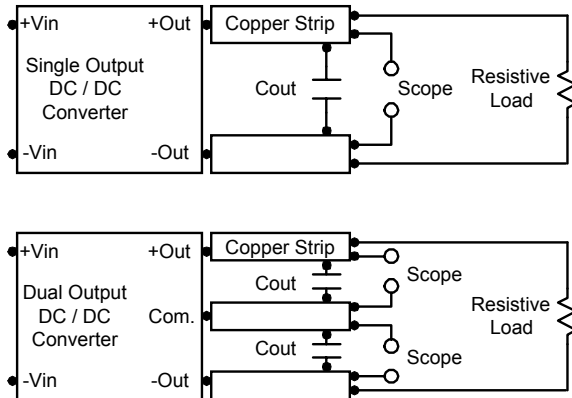 +Vin
+Out
Copper Strip
Single Output
DC / DC
Converter
Cout
Scope
Resistive
Load
-Vin
-Out
+Vin
+Out
Copper Strip
Cout
Scope
Dual Output
DC / DC
Converter
Com.
Resistive
Load
Cout
Scope
-Vin
-Out